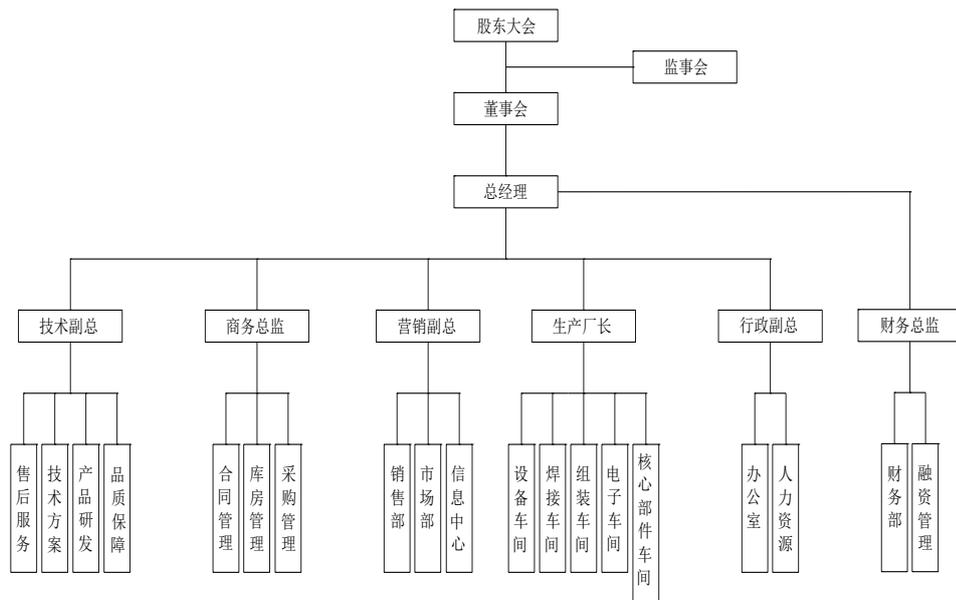 股东大会
监事会
董事会
总经理
技术副总
商务总监
营销副总
生产厂长
行政副总
财务总监
售后服务
技术方案
产品研发
品质保障
合同管理
库房管理
采购管理
销售部
市场部
信息中心
设备车间
焊接车间
组装车间
电子车间
核心部件车间
办公室
人力资源
财务部
融资管理